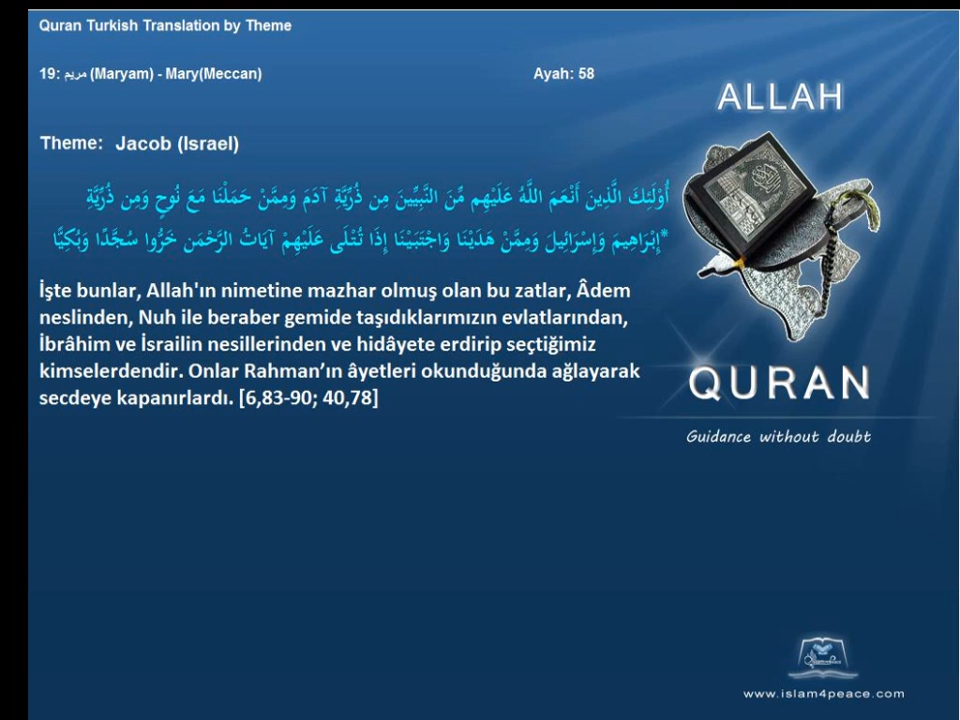 Quran Turkish Translation by Theme
19: مريم (Maryam) - Mary(Meccan)
Ayah: 58
Theme: Jacob (Israel)
أُوْلَئِكَ الَّذِينَ أَنْعَمَ اللَّهُ عَلَيْهِم مِّنَ النَّبِيِّينَ مِن ذُرِّيَّةِ آدَمَ وَمِمَّنْ حَمَلْنَا مَعَ نُوحٍ وَمِن ذُرِّيَّةِ
*إِبْرَاهِيمَ وَإِسْرَائِيلَ وَمِمَّنْ هَدَيْنَا وَاجْتَبَيْنَا إِذَا تُتْلَى عَلَيْهِمْ آيَاتُ الرَّحْمَن خَرُّوا سُجَّدًا وَبُكِيًّا
İşte bunlar, Allah'ın nimetine mazhar olmuş olan bu zatlar, Âdem
neslinden, Nuh ile beraber gemide taşıdıklarımızın evlatlarından,
İbrâhim ve İsrailin nesillerinden ve hidâyete erdirip seçtiğimiz
kimselerdendir. Onlar Rahman’ın âyetleri okunduğunda ağlayarak
secdeye kapanırlardı. [6,83-90; 40,78]
ALLAH
QURAN
Guidance without doubt
www.islam4peace.com